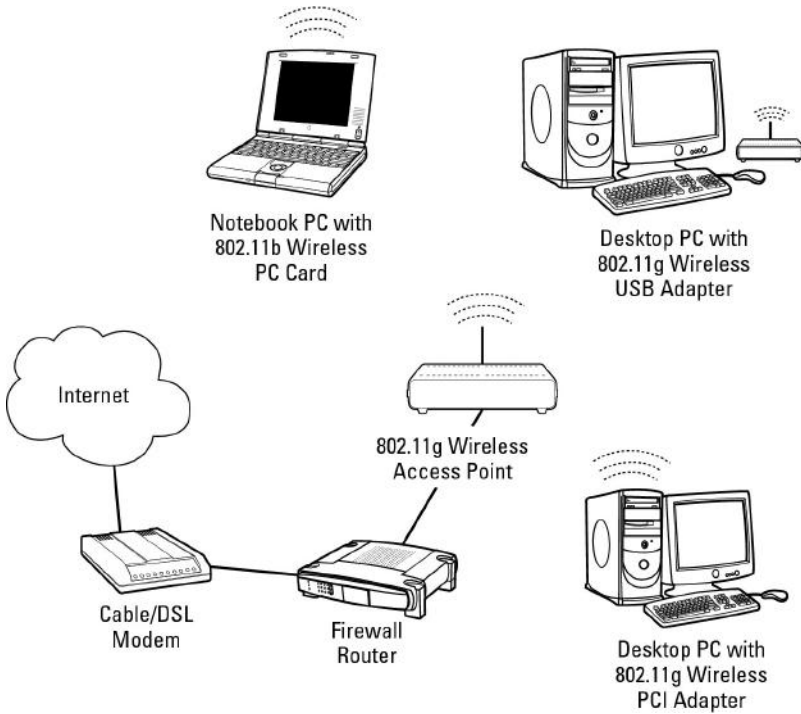 Notebook PC with
802.11b Wireless
PC Card
Desktop PC with
802.11g Wireless
USB Adapter
Internet
802.11g Wireless
Access Point
Cable/DSL
Modem
Firewall
Router
Desktop PC with
802.11g Wireless
PCI Adapter